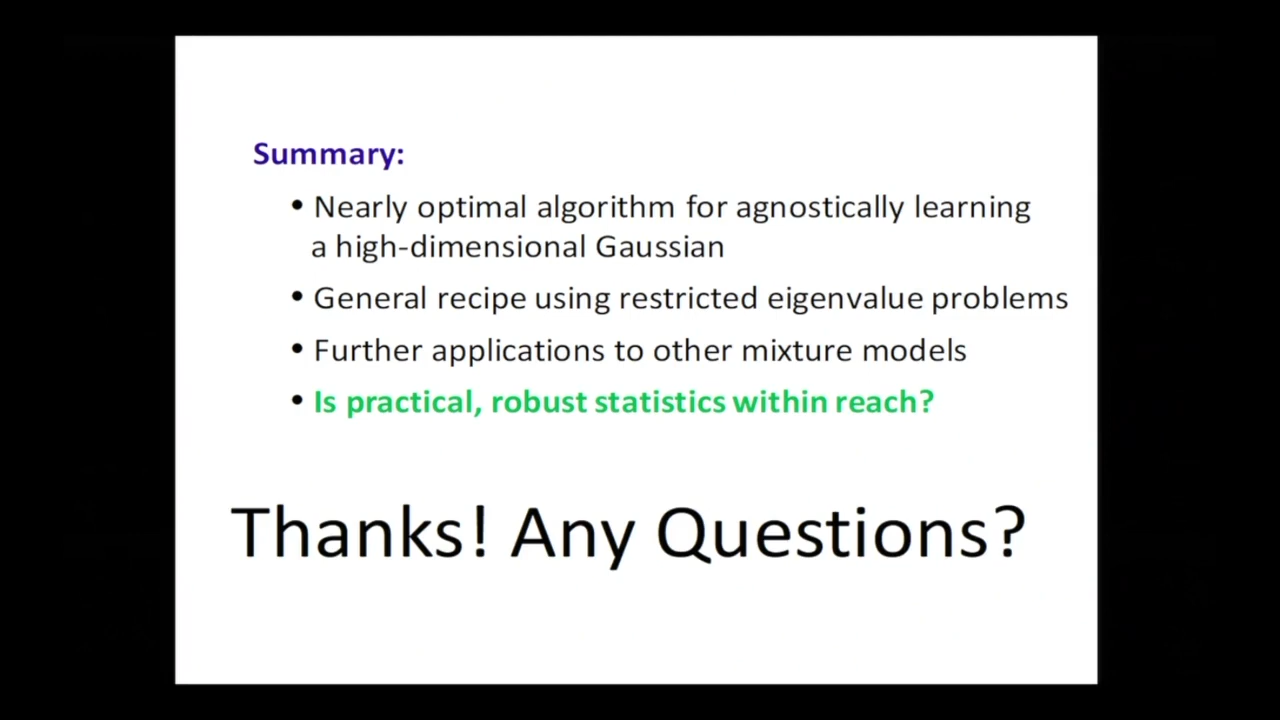 Summary:
• Nearly optimal algorithm for agnostically learning
a high-dimensional Gaussian
• General recipe using restricted eigenvalue problems
• Further applications to other mixture models
• Is practical, robust statistics within reach?
Thanks! Any Questions?